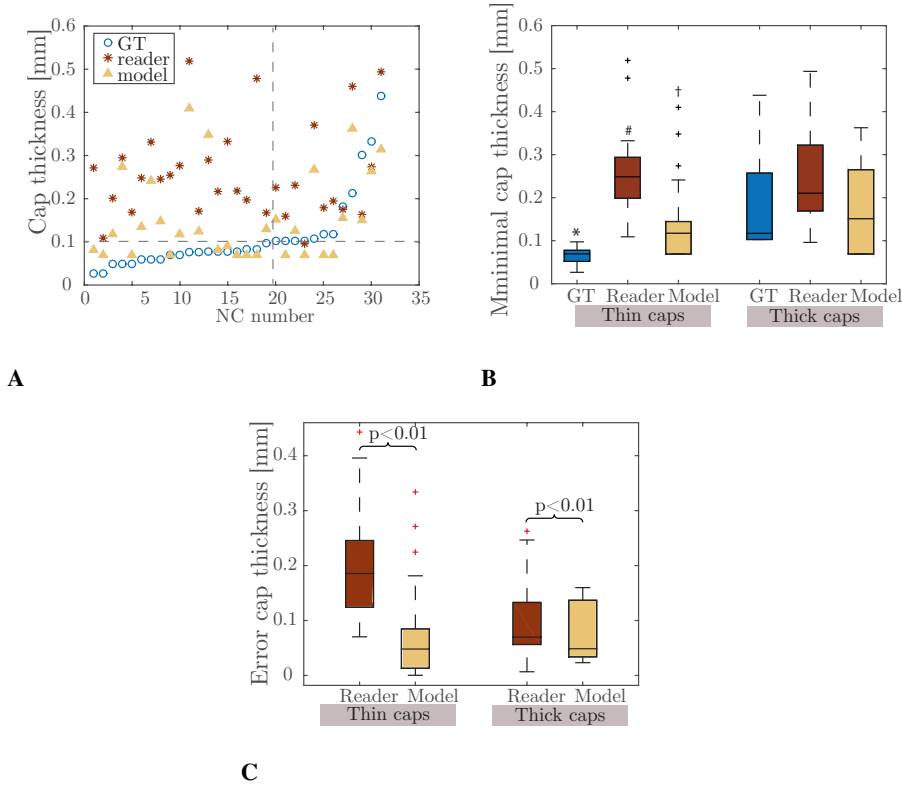 0.6
0.5
0.4
0.3
0.2
0.1
0
Cap thickness [mm]
GT
reader
model
0 5 10 15 20 25 30 35
NC number
A
0.6
0.5
0.4
0.3
0.2
0.1
0
Mminimal cap thickness [mm]
*
#
†
GT Reader Model GT Reader Model
Thin caps Thick caps
B
0.4
0.3
0.2
0.1
0
Error cap thickness [mm]
p<0.01
p<0.01
Reader Model Reader Model
Thin caps Thick caps
C